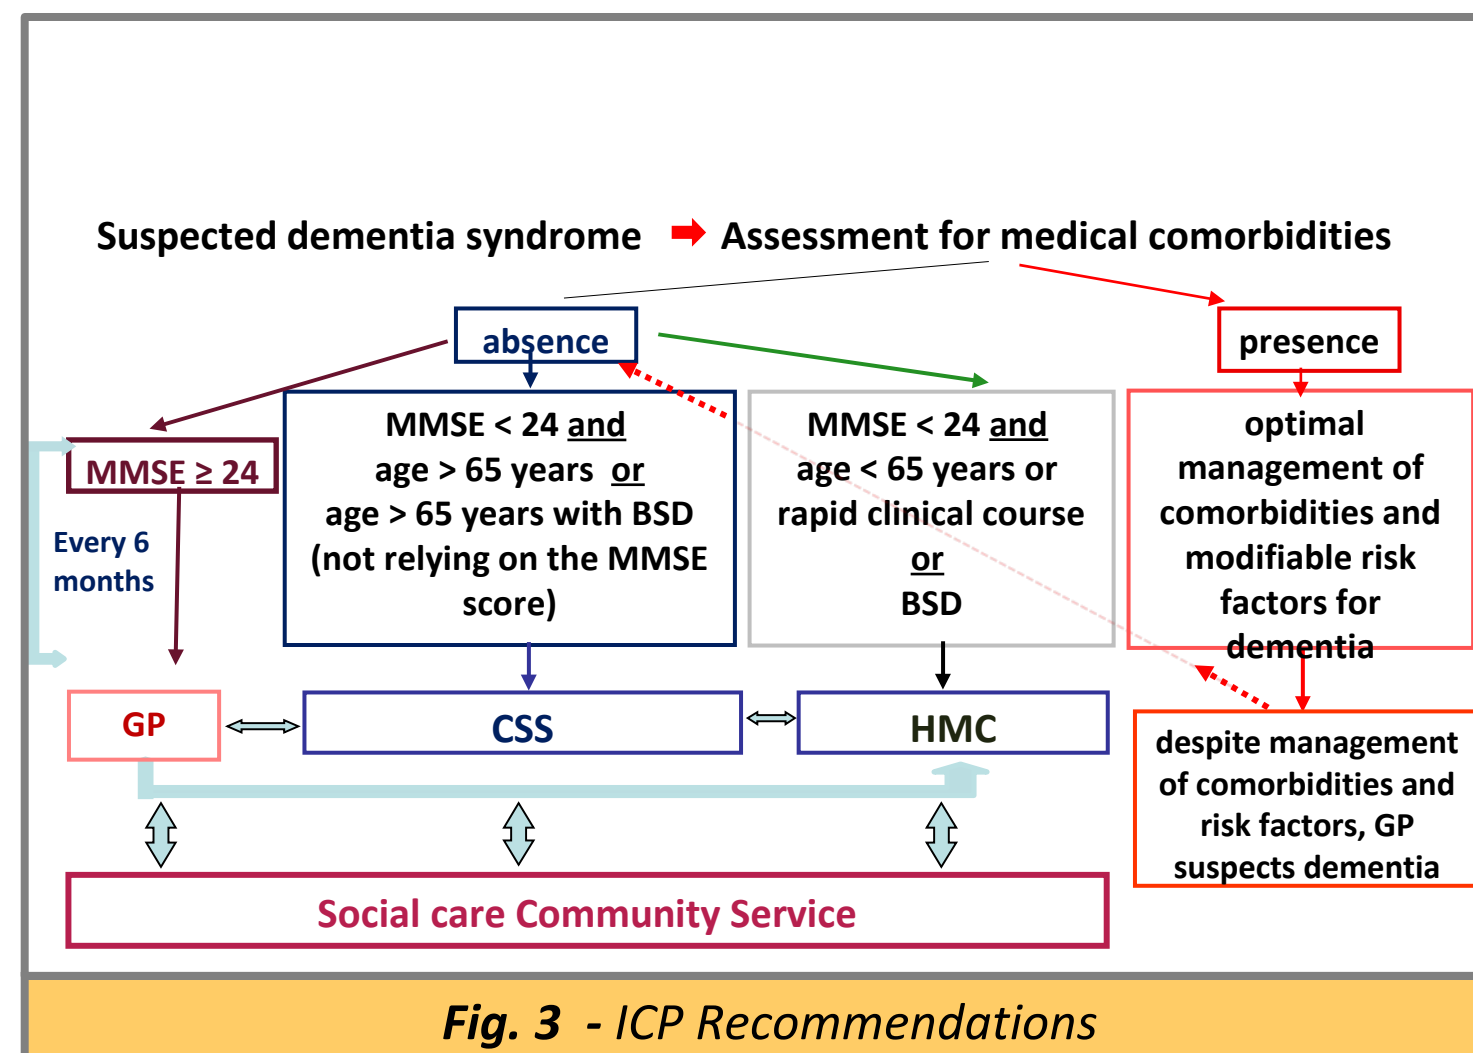 Suspected dementia syndrome Assessment for medical comorbidities
absence
presence
MMSE ≥ 24
MMSE < 24 and
age > 65 years or
age > 65 years with BSD
(not relying on the MMSE
score)
MMSE < 24 and
age < 65 years or
rapid clinical course
or
BSD
optimal
management of
comorbidities and
modifiable risk
factors for
dementia
Every 6
months
GP
CSS
HMC
despite management
of comorbidities and
risk factors, GP
suspects dementia
Social care Community Service
Fig. 3 - ICP Recommendations